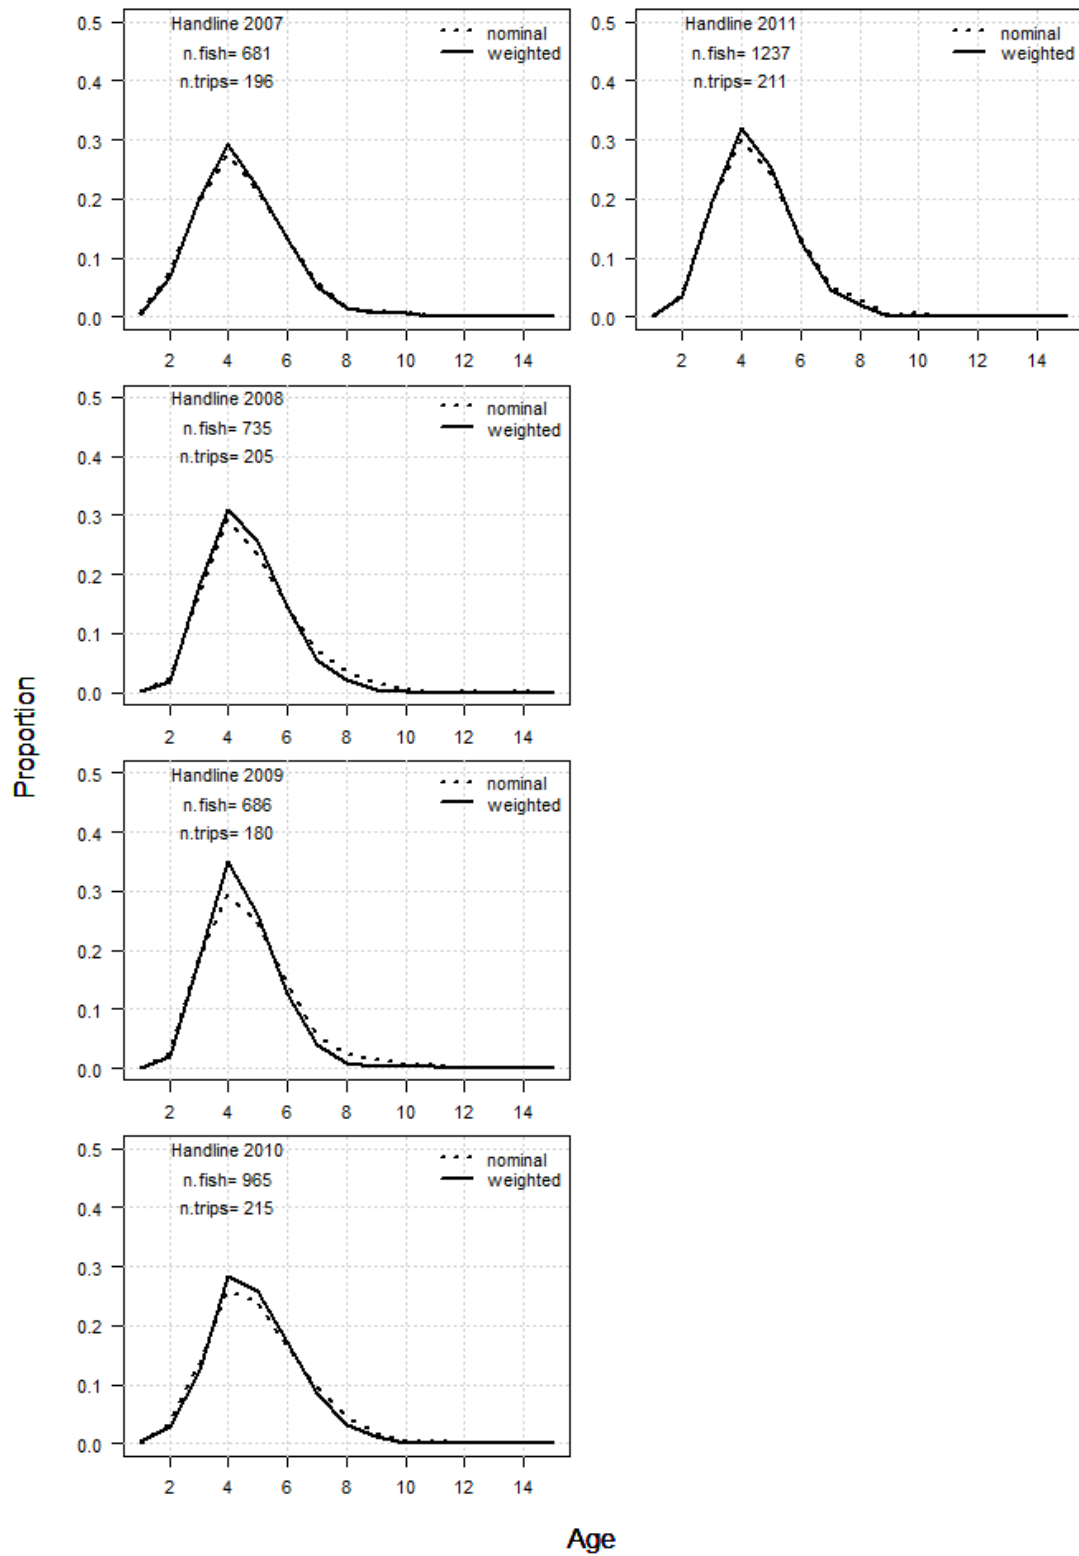 Handline 2007
n.fish= 681
n.trips= 196
nominal
weighted
0.5
0.4
0.3
0.2
0.1
0.0
2 4 6 8 10 12 14
Handline 2011
n.fish= 1237
n.trips= 211
nominal
weighted
0.5
0.4
0.3
0.2
0.1
0.0
2 4 6 8 10 12 14
Handline 2008
n.fish= 735
n.trips= 205
nominal
weighted
0.5
0.4
0.3
0.2
0.1
0.0
2 4 6 8 10 12 14
Handline 2009
n.fish= 686
n.trips= 180
nominal
weighted
0.5
0.4
0.3
0.2
0.1
0.0
2 4 6 8 10 12 14
Handline 2010
n.fish= 965
n.trips= 215
nominal
weighted
0.5
0.4
0.3
0.2
0.1
0.0
2 4 6 8 10 12 14
Proportion
Age